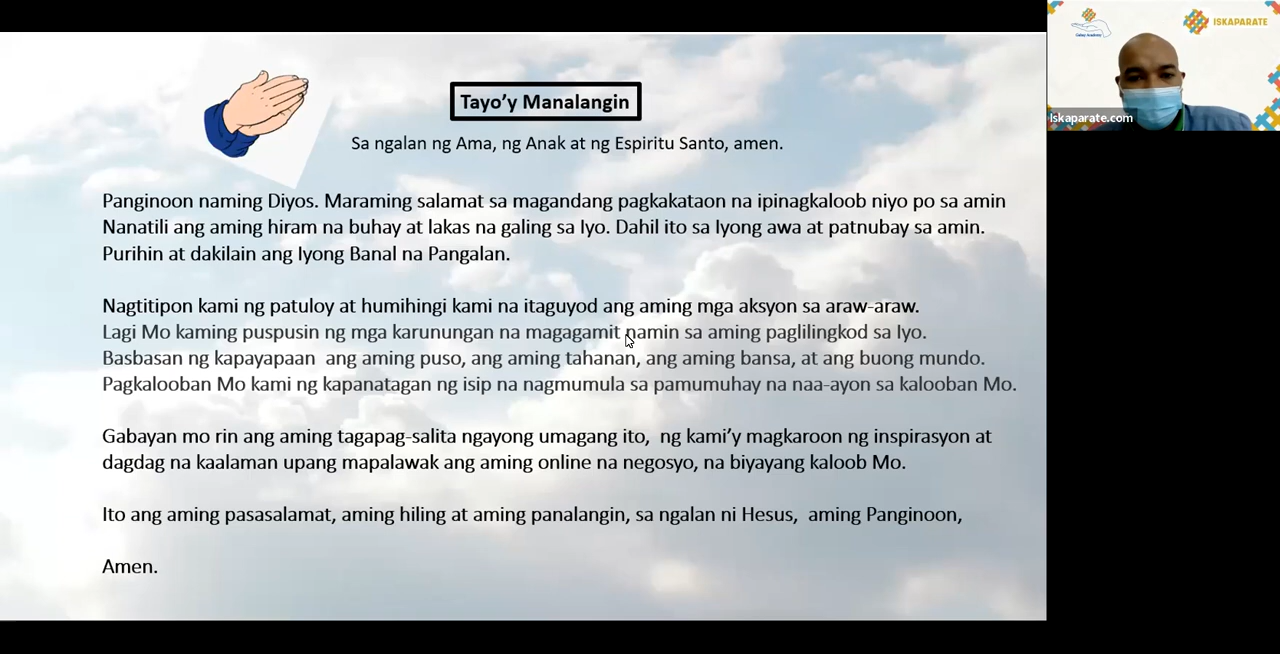 Tayo’y Manalangin
Sa ngalan ng Ama, ng Anak at ng Espiritu Santo, amen.
Panginoon naming Diyos. Maraming salamat sa magandang pagkakataon na ipinagkaloob niyo po sa amin
Nanatili ang aming hiram na buhay at lakas na galing sa Iyo. Dahil ito sa Iyong awa at patnubay sa amin.
Purihin at dakilain ang Iyong Banal na Pangalan.
Nagtitipon kami ng patuloy at humihingi kami na itaguyod ang aming mga aksyon sa araw-araw.
Lagi Mo kaming puspusin ng mga karunungan na magagamit namin sa aming paglilingkod sa Iyo.
Basbasan ng kapayapaan  ang aming puso, ang aming tahanan, ang aming bansa, at ang buong mundo.
Pagkalooban Mo kami ng kapanatagan ng isip na nagmumula sa pamumuhay na naa-ayon sa kalooban Mo.
Gabayan mo rin ang aming tagapag-salita ngayong umagang ito,  ng kami’y magkaroon ng inspirasyon at
dagdag na kaalaman upang mapalawak ang aming online na negosyo, na biyayang kaloob Mo.
Ito ang aming pasasalamat, aming hiling at aming panalangin, sa ngalan ni Hesus,  aming Panginoon,
Amen.
Gabay Academy
ISKAPARATE
Iskaparate.com